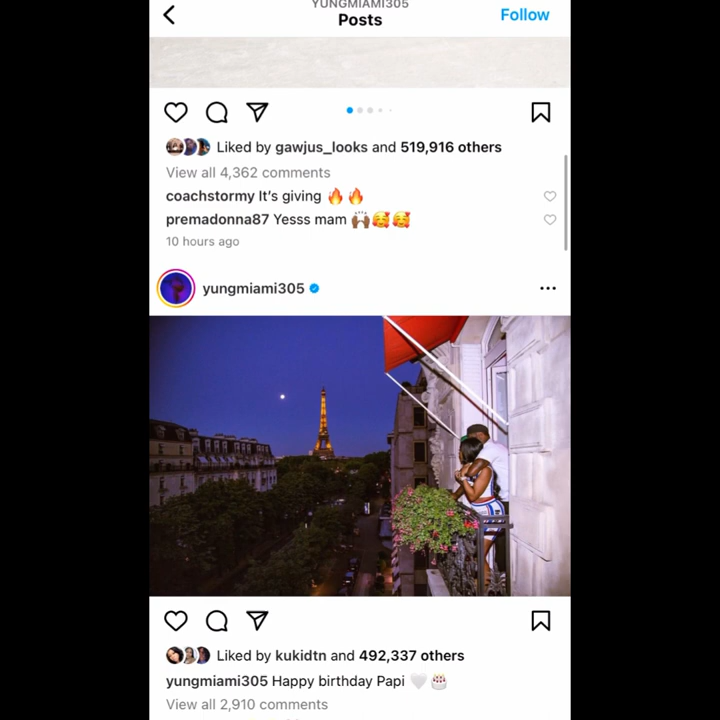 YUNGMIAMI305
Posts
Follow
Liked by gawjus_looks and 519,916 others
View all 4,362 comments
coachstormy It's giving 🔥🔥
premadonna87 Yesss mam 🙌🏾🥰🥰
10 hours ago
yungmiami305
Liked by kukidtn and 492,337 others
yungmiami305 Happy birthday Papi 🤍🎂
View all 2,910 comments